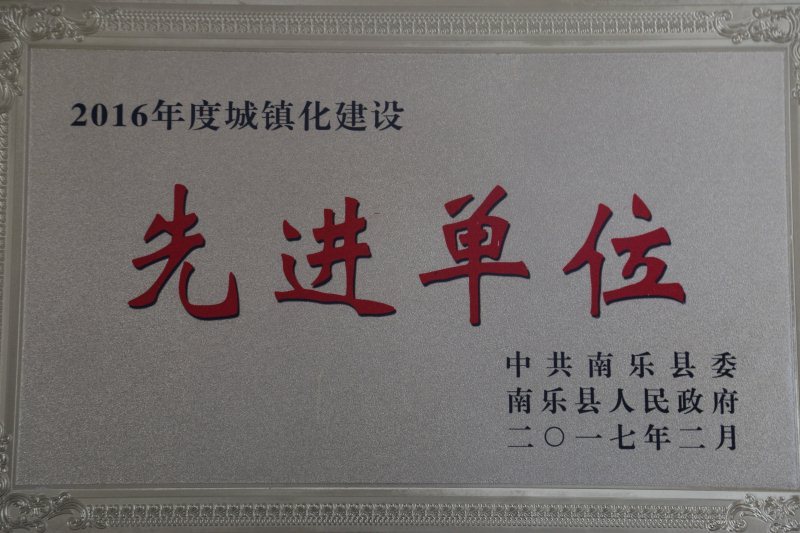 2016年度城镇化建设
先进单位
中共南乐县委
南乐县人民政府
二〇一七年二月